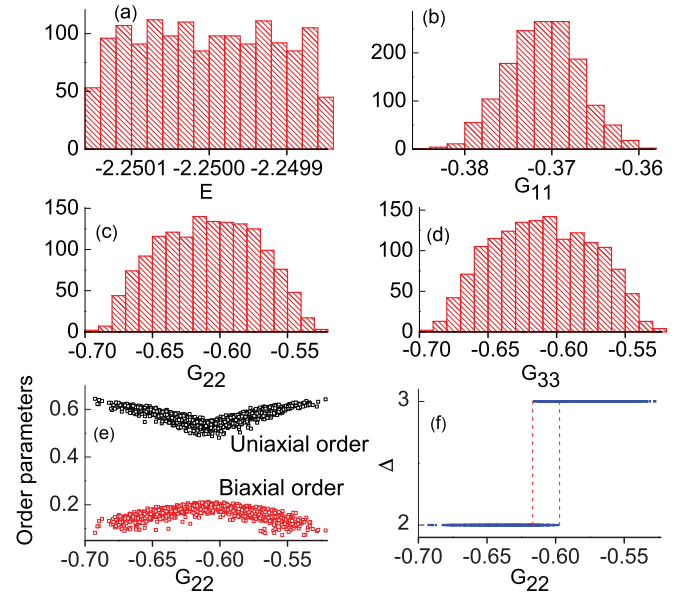 (a)
100
50
0
-2.2501
-2.2500
-2.2499
E
(b)
200
100
0
-0.38
-0.37
-0.36
G11
(c)
150
100
50
0
-0.70
-0.65
-0.60
-0.55
G22
(d)
150
100
50
0
-0.70
-0.65
-0.60
-0.55
G33
Order parameters
(e)
0.6
0.4
0.2
Uniaxial order
Biaxial order
-0.70
-0.65
-0.60
-0.55
G22
(f)
Δ
3
2
-0.70
-0.65
-0.60
-0.55
G22